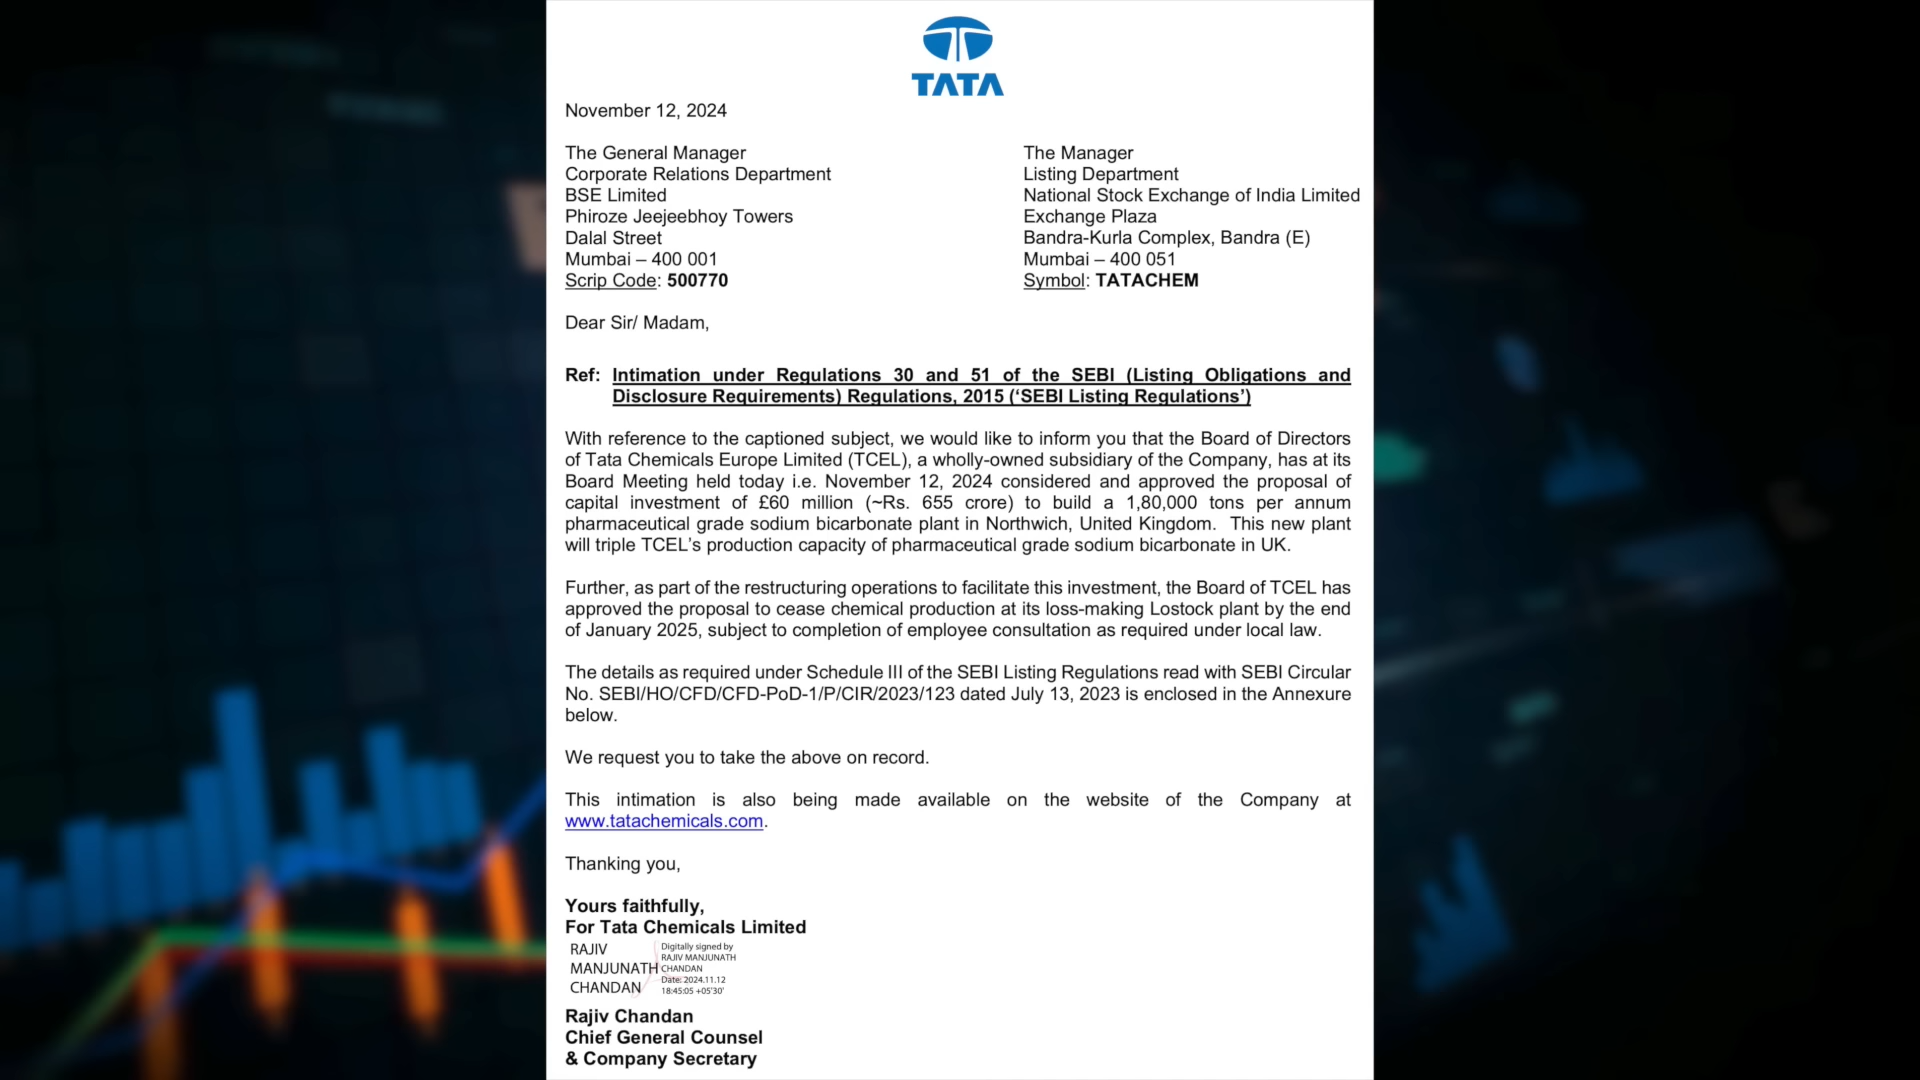 TATA
November 12, 2024
The General Manager
Corporate Relations Department
BSE Limited
Phiroze Jeejeebhoy Towers
Dalal Street
Mumbai – 400 001
Scrip Code: 500770
The Manager
Listing Department
National Stock Exchange of India Limited
Exchange Plaza
Bandra-Kurla Complex, Bandra (E)
Mumbai – 400 051
Symbol: TATACHEM
Dear Sir/ Madam,
Ref: Intimation under Regulations 30 and 51 of the SEBI (Listing Obligations and
Disclosure Requirements) Regulations, 2015 (‘SEBI Listing Regulations’)
With reference to the captioned subject, we would like to inform you that the Board of Directors
of Tata Chemicals Europe Limited (TCEL), a wholly-owned subsidiary of the Company, has at its
Board Meeting held today i.e. November 12, 2024 considered and approved the proposal of
capital investment of £60 million (~Rs. 655 crore) to build a 1,80,000 tons per annum
pharmaceutical grade sodium bicarbonate plant in Northwich, United Kingdom. This new plant
will triple TCEL’s production capacity of pharmaceutical grade sodium bicarbonate in UK.
Further, as part of the restructuring operations to facilitate this investment, the Board of TCEL has
approved the proposal to cease chemical production at its loss-making Lostock plant by the end
of January 2025, subject to completion of employee consultation as required under local law.
The details as required under Schedule III of the SEBI Listing Regulations read with SEBI Circular
No. SEBI/HO/CFD/CFD-PoD-1/P/CIR/2023/123 dated July 13, 2023 is enclosed in the Annexure
below.
We request you to take the above on record.
This intimation is also being made available on the website of the Company at
www.tatachemicals.com.
Thanking you,
Yours faithfully,
For Tata Chemicals Limited
RAJIV
MANJUNATH
CHANDAN
Digitally signed by
RAJIV MANJUNATH
CHANDAN
Date: 2024.11.12
18:45:05 +05'30'
Rajiv Chandan
Chief General Counsel
& Company Secretary